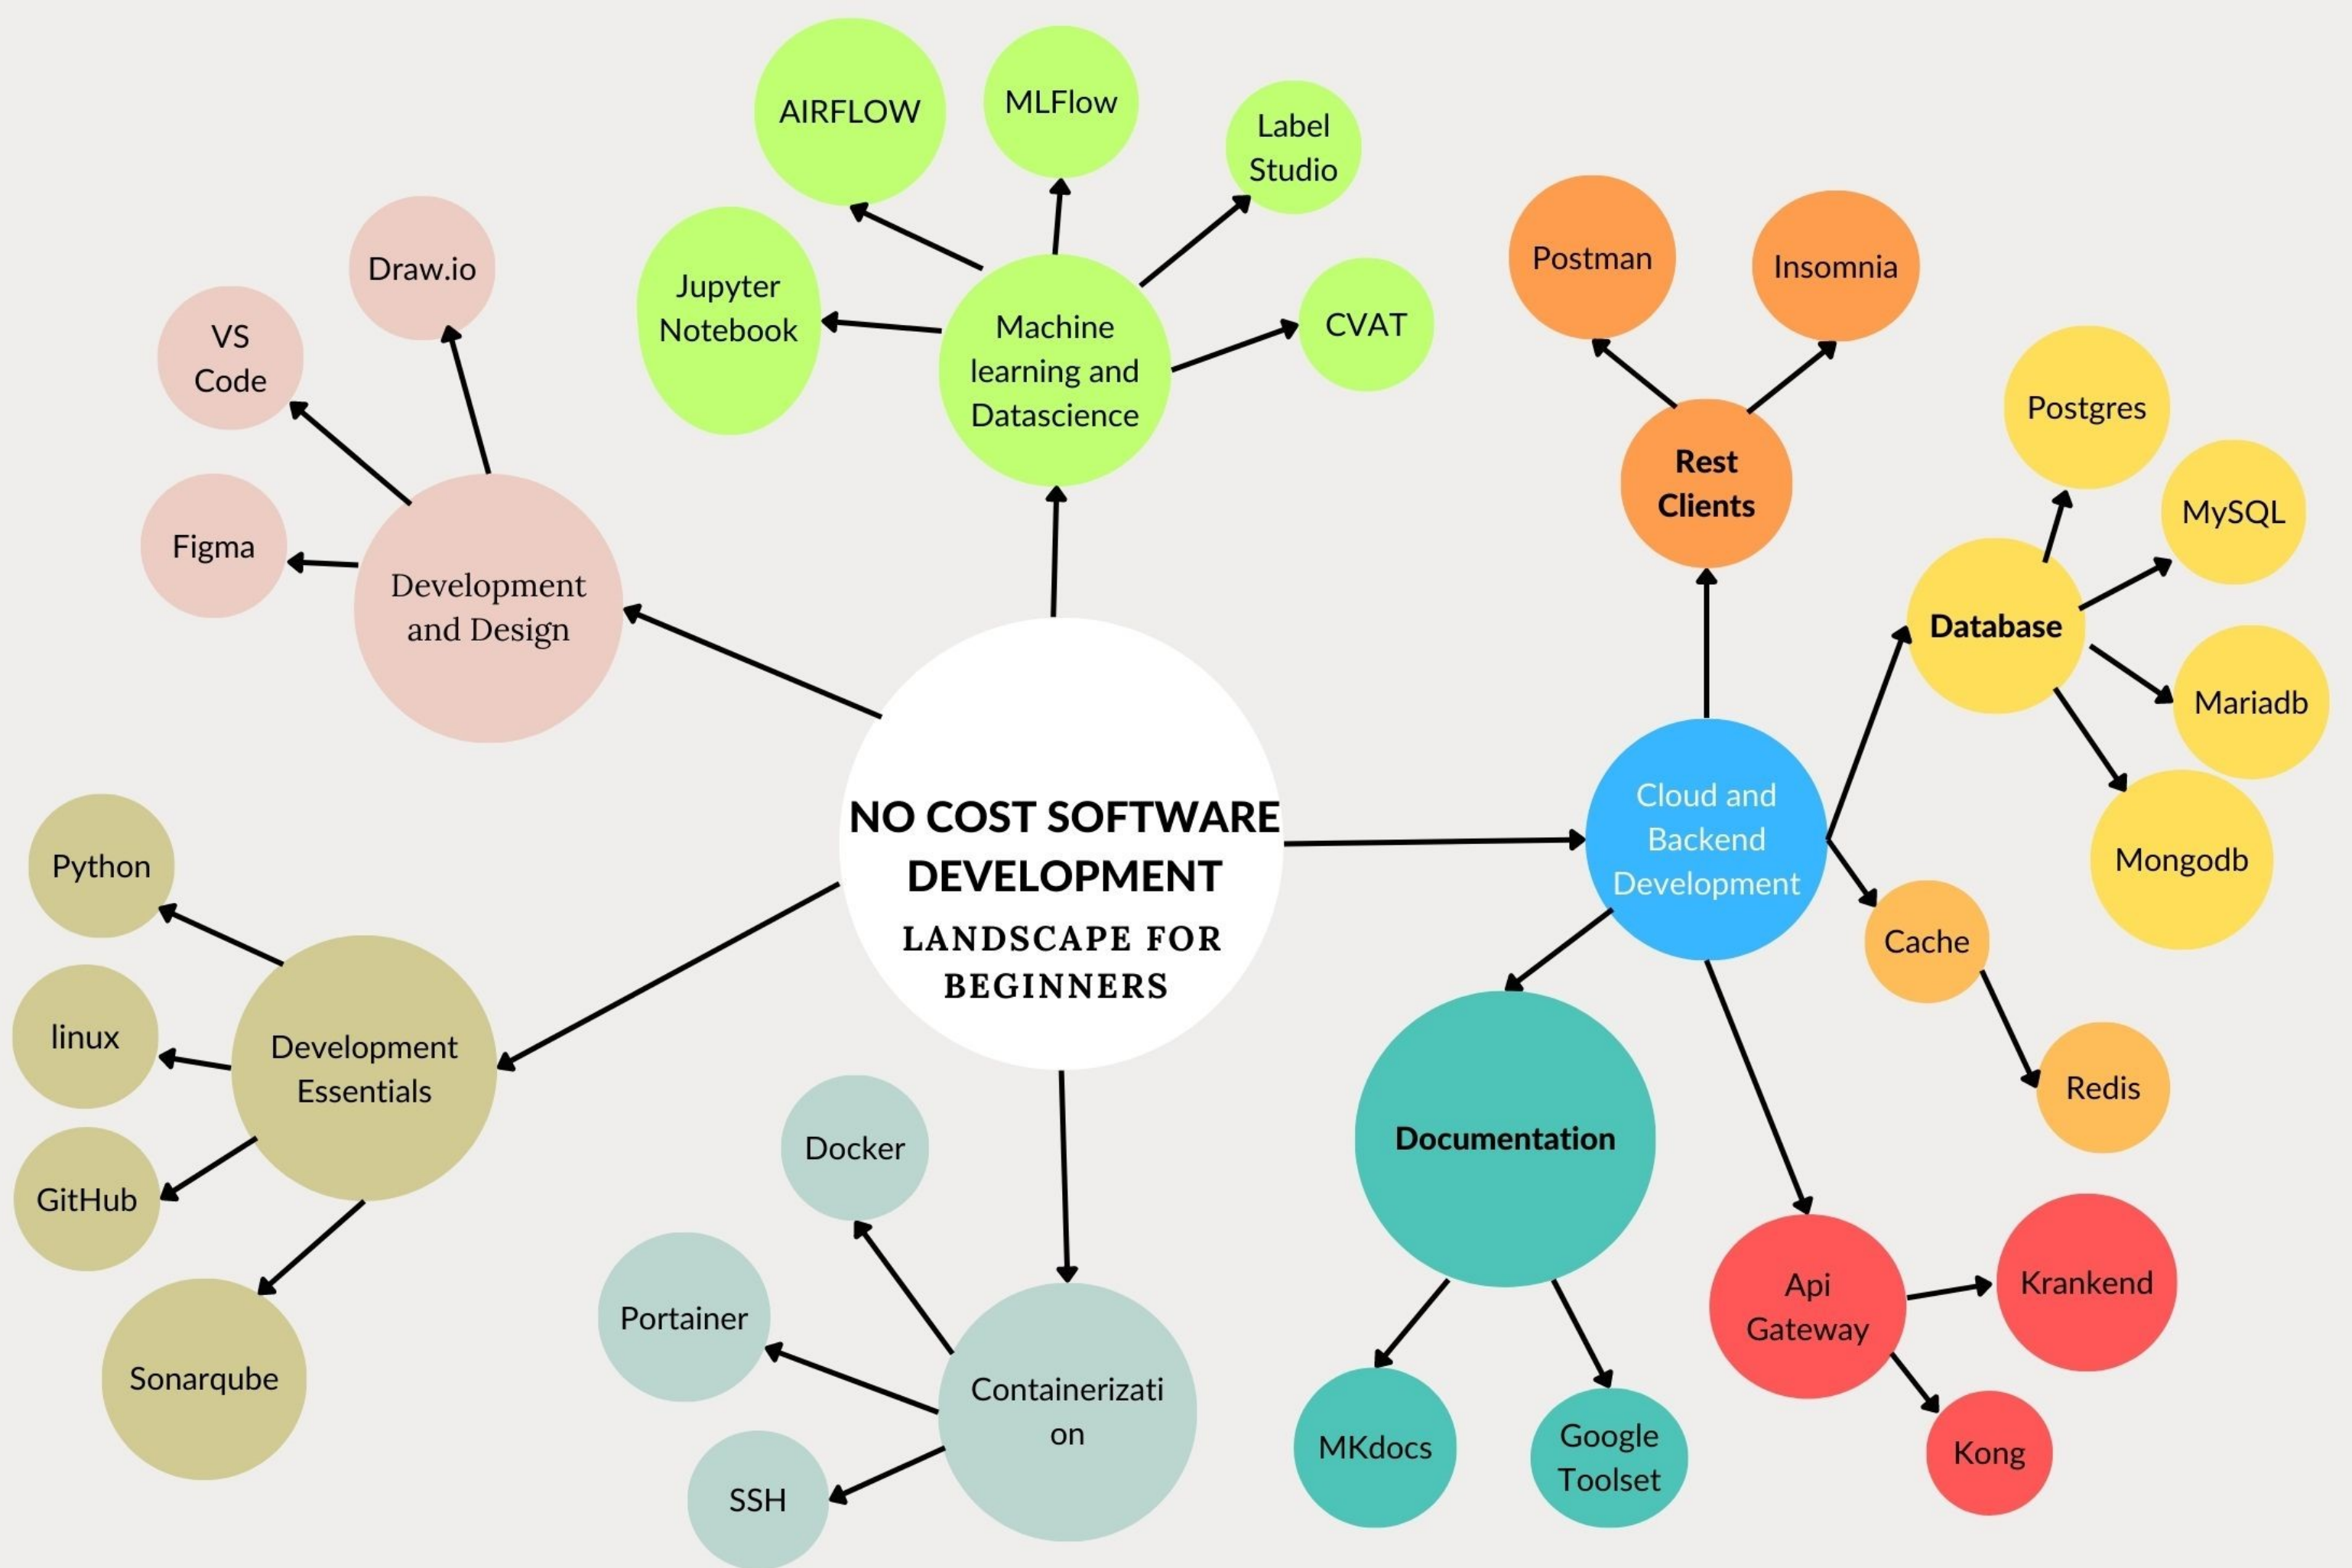 NO COST SOFTWARE
DEVELOPMENT
LANDSCAPE FOR
BEGINNERS
Machine
learning and
Datascience
Jupyter
Notebook
AIRFLOW
MLFlow
Label
Studio
CVAT
Development
and Design
Draw.io
VS
Code
Figma
Development
Essentials
Python
linux
GitHub
Sonarqube
Containerizati
on
Docker
Portainer
SSH
Cloud and
Backend
Development
Rest
Clients
Postman
Insomnia
Database
Postgres
MySQL
Mariadb
Mongodb
Cache
Redis
Api
Gateway
Krankend
Kong
Documentation
MKdocs
Google
Toolset